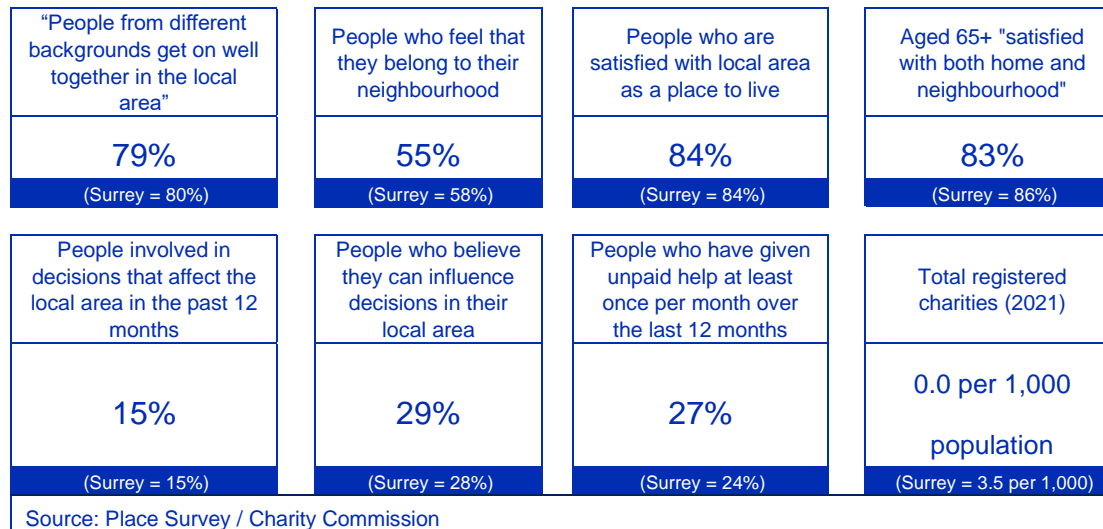 “People from different
backgrounds get on well
together in the local
area”
79%
(Surrey = 80%)
People who feel that
they belong to their
neighbourhood
55%
(Surrey = 58%)
People who are
satisfied with local area
as a place to live
84%
(Surrey = 84%)
Aged 65+ "satisfied
with both home and
neighbourhood"
83%
(Surrey = 86%)
People involved in
decisions that affect the
local area in the past 12
months
15%
(Surrey = 15%)
People who believe
they can influence
decisions in their
local area
29%
(Surrey = 28%)
People who have given
unpaid help at least
once per month over
the last 12 months
27%
(Surrey = 24%)
Total registered
charities (2021)
0.0 per 1,000
population
(Surrey = 3.5 per 1,000)
Source: Place Survey / Charity Commission